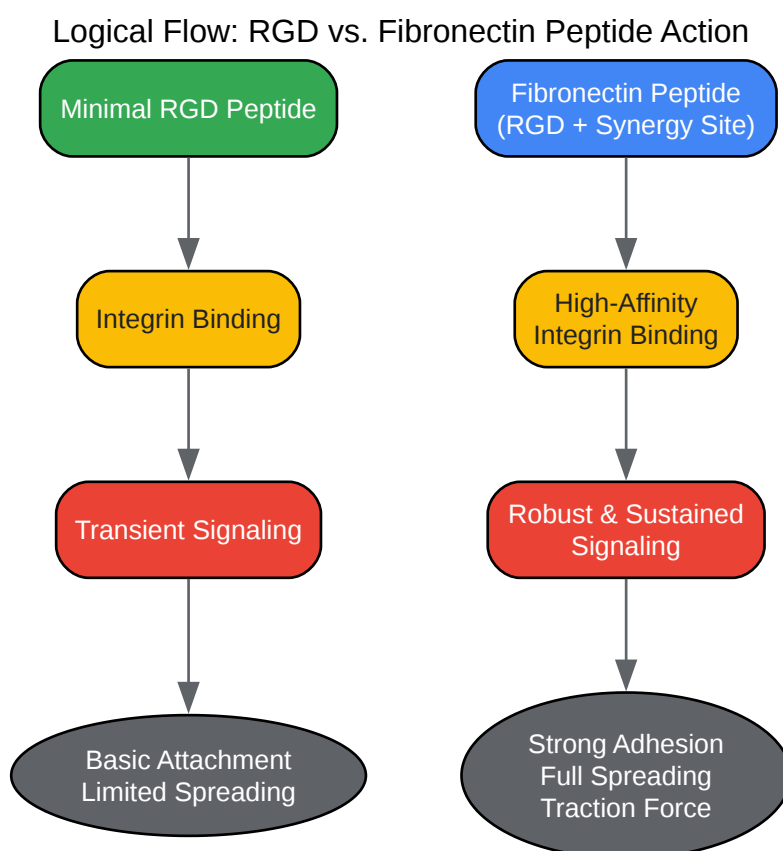 Logical Flow: RGD vs. Fibronectin Peptide Action
Minimal RGD Peptide
Fibronectin Peptide
(RGD + Synergy Site)
Integrin Binding
High-Affinity
Integrin Binding
Transient Signaling
Robust & Sustained
Signaling
Basic Attachment
Limited Spreading
Strong Adhesion
Full Spreading
Traction Force